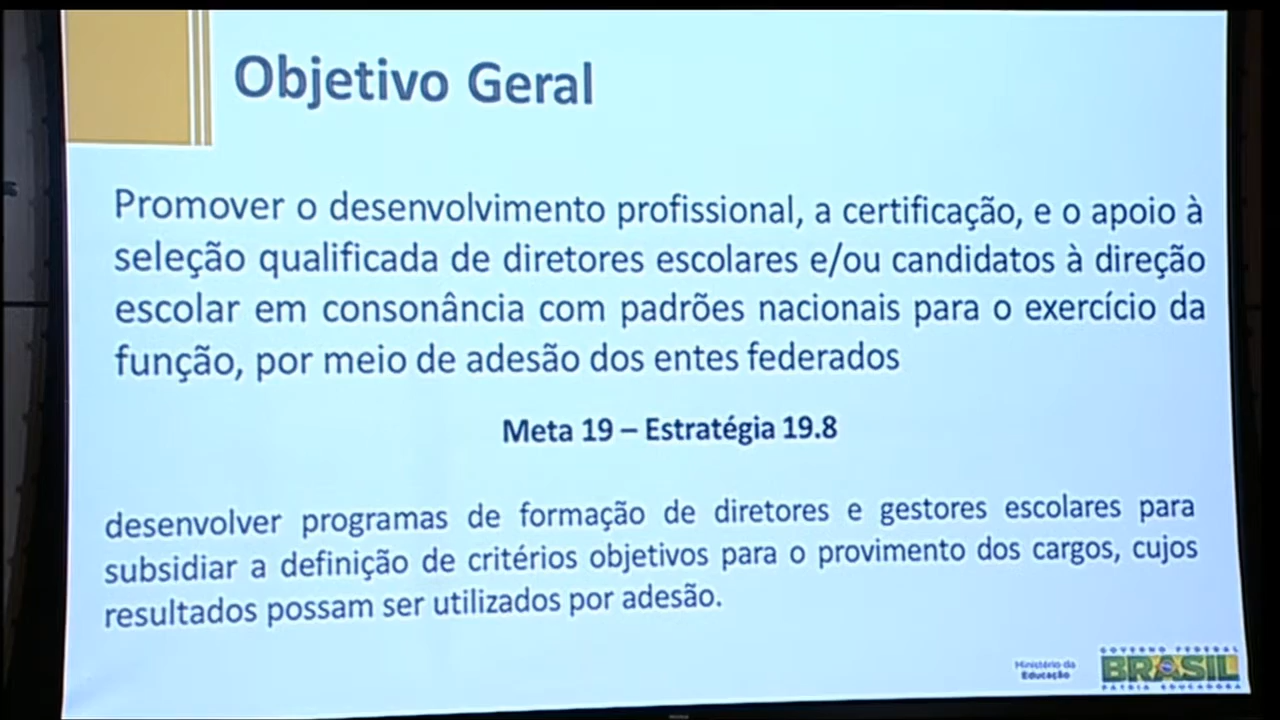 Objetivo Geral
Promover o desenvolvimento profissional, a certificação, e o apoio à
seleção qualificada de diretores escolares e/ou candidatos à direção
escolar em consonância com padrões nacionais para o exercício da
função, por meio de adesão dos entes federados
Meta 19 – Estratégia 19.8
desenvolver programas de formação de diretores e gestores escolares para
subsidiar a definição de critérios objetivos para o provimento dos cargos, cujos
resultados possam ser utilizados por adesão.
Ministério da
Educação
GOVERNO FEDERAL
BRASIL
PÁTRIA EDUCADORA